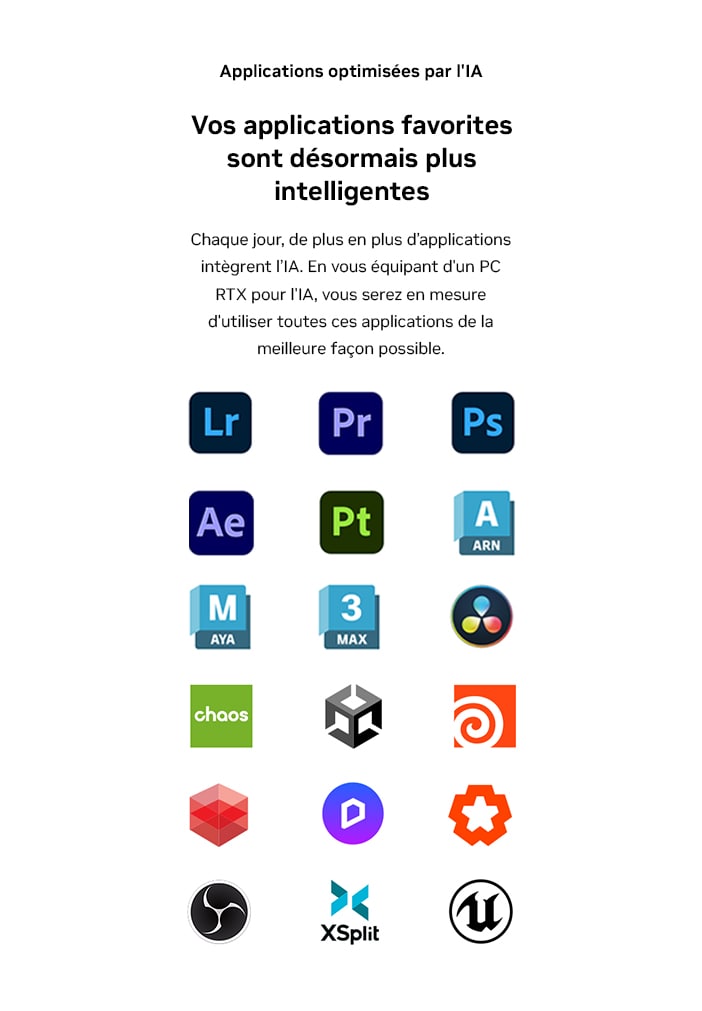 Applications optimisées par l'IA
Vos applications favorites
sont désormais plus
intelligentes
Chaque jour, de plus en plus d’applications
intègrent l’IA. En vous équipant d'un PC
RTX pour l'IA, vous serez en mesure
d'utiliser toutes ces applications de la
meilleure façon possible.
Lr Pr Ps
Ae Pt A
ARN
M 3
AYA MAX
chaos
XSplit